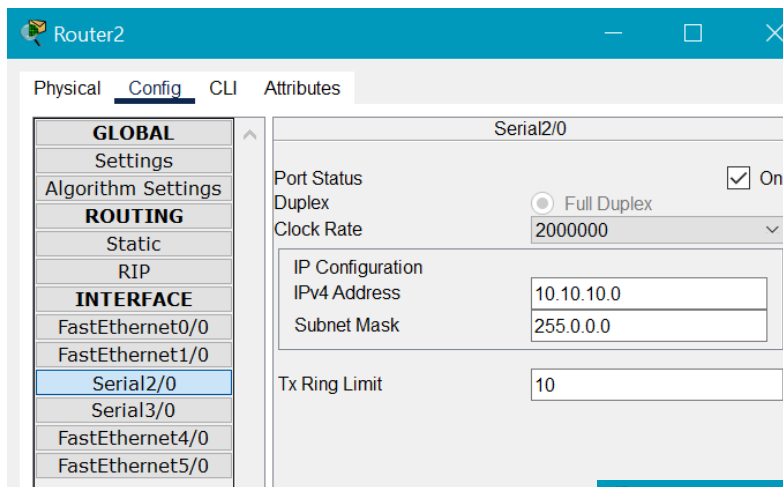 Router2
Physical Config CLI Attributes
GLOBAL
Settings
Algorithm Settings
ROUTING
Static
RIP
INTERFACE
FastEthernet0/0
FastEthernet1/0
Serial2/0
Serial3/0
FastEthernet4/0
FastEthernet5/0
Serial2/0
Port Status On
Duplex Full Duplex
Clock Rate 2000000
IP Configuration
IPv4 Address 10.10.10.0
Subnet Mask 255.0.0.0
Tx Ring Limit 10